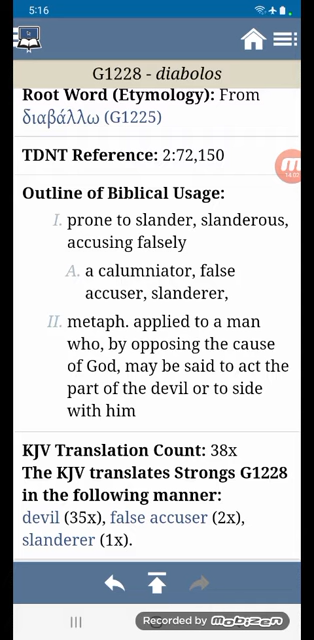 5:16
G1228 - diabolos
Root Word (Etymology): From
διαβάλλω (G1225)
TDNT Reference: 2:72,150
Outline of Biblical Usage:
I. prone to slander, slanderous,
accusing falsely
A. a calumniator, false
accuser, slanderer,
II. metaph. applied to a man
who, by opposing the cause
of God, may be said to act the
part of the devil or to side
with him
KJV Translation Count: 38x
The KJV translates Strongs G1228
in the following manner:
devil (35x), false accuser (2x),
slanderer (1x).
Recorded by mobizen